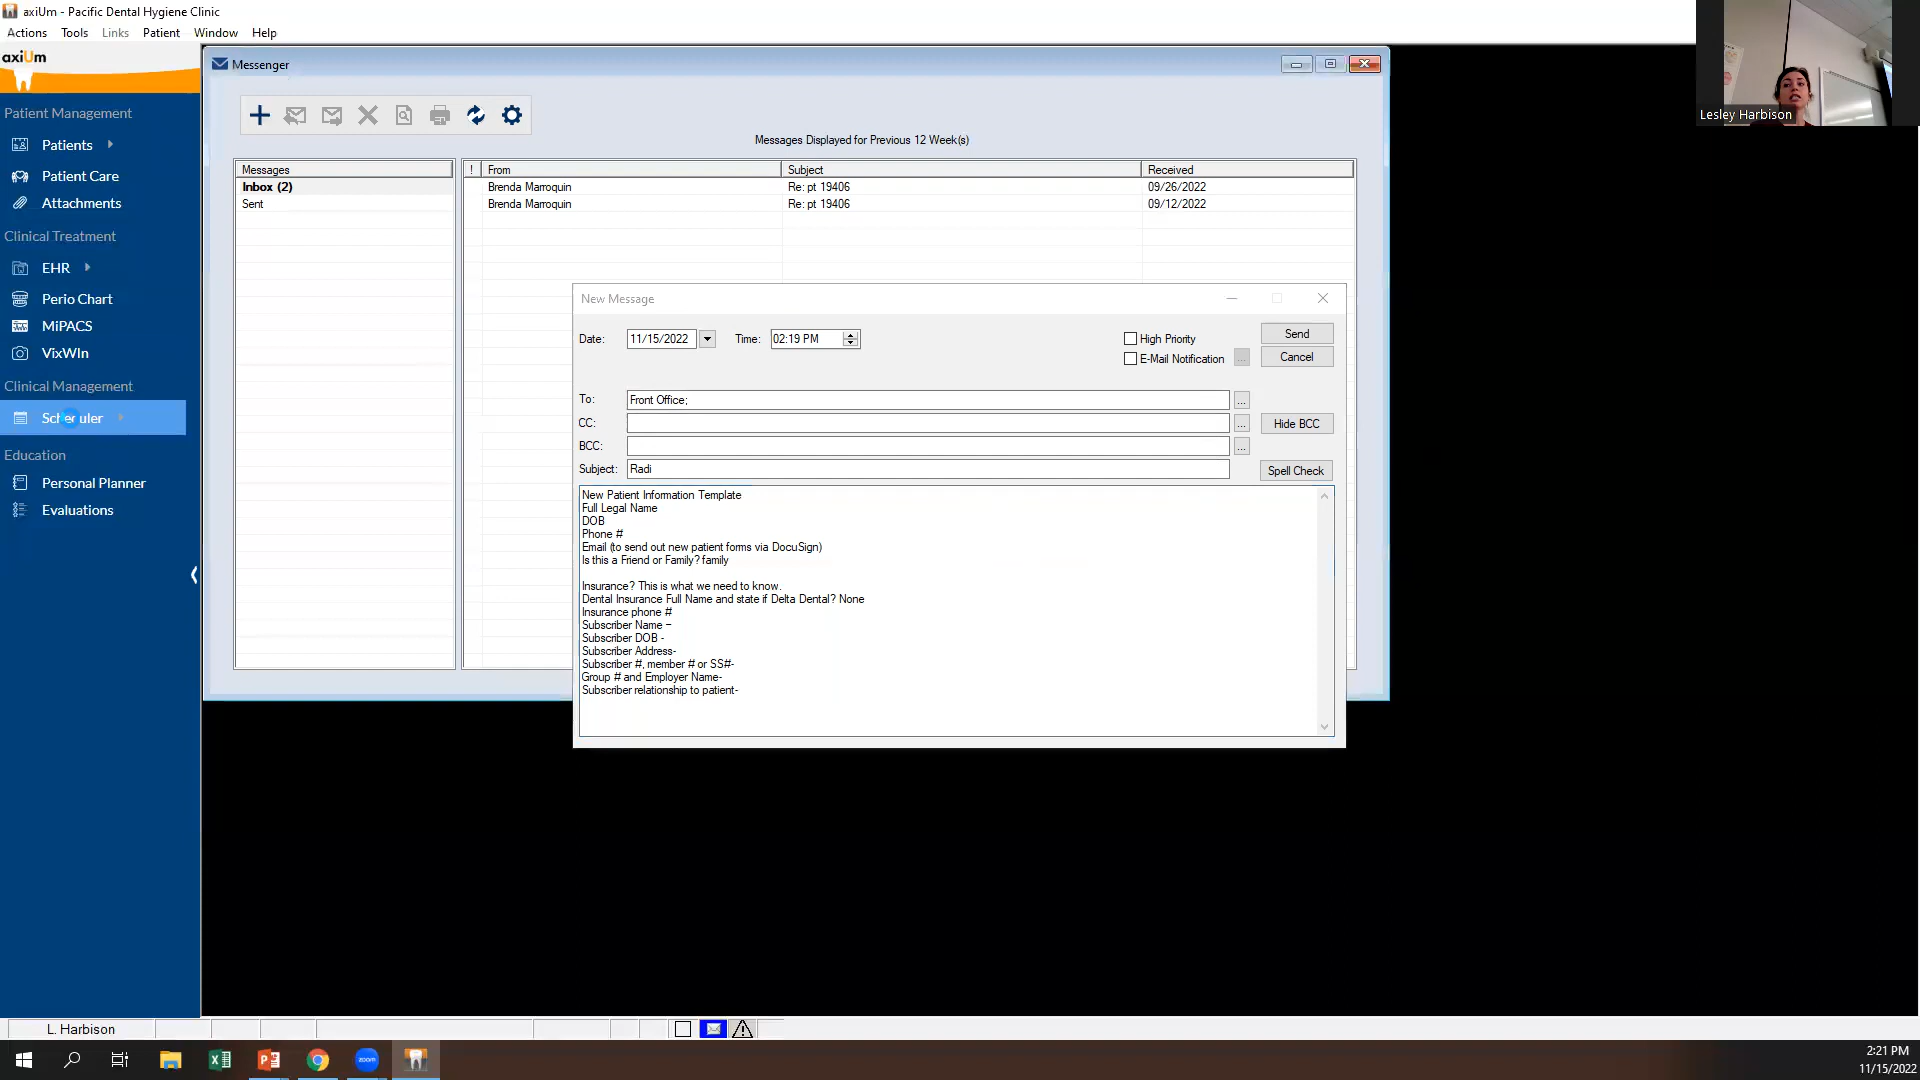 axiUm - Pacific Dental Hygiene Clinic
Actions Tools Links Patient Window Help
axiUm
Patient Management
Patients
Patient Care
Attachments
Clinical Treatment
EHR
Perio Chart
MiPACS
VixWIn
Clinical Management
Scheduler
Education
Personal Planner
Evaluations
Messenger
Messages Displayed for Previous 12 Week(s)
Messages
Inbox (2)
Sent
! From Subject Received
Brenda Marroquin Re: pt 19406 09/26/2022
Brenda Marroquin Re: pt 19406 09/12/2022
New Message
Date: 11/15/2022 Time: 02:19 PM
High Priority
E-Mail Notification ...
Send
Cancel
To: Front Office; ...
CC: ... Hide BCC
BCC: ...
Subject: Radi Spell Check
New Patient Information Template
Full Legal Name
DOB
Phone #
Email (to send out new patient forms via DocuSign)
Is this a Friend or Family? family
Insurance? This is what we need to know.
Dental Insurance Full Name and state if Delta Dental? None
Insurance phone #
Subscriber Name –
Subscriber DOB -
Subscriber Address-
Subscriber #, member # or SS#-
Group # and Employer Name-
Subscriber relationship to patient-
Lesley Harbison
L. Harbison
zoom
2:21 PM
11/15/2022